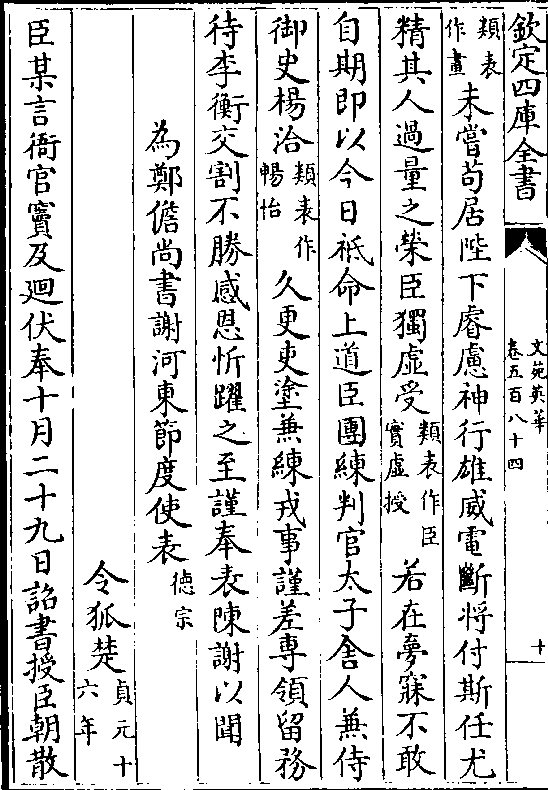 欽定四庫全書
文苑英華
卷五百八十四
十
類表
作畫
未嘗苟居陛下睿慮神行雄威電斷將付斯任尤
精其人過量之榮臣獨虛受
類表作臣
實虛授
若在夢寐不敢
自期即以今日祗命上道臣團練判官太子舍人兼侍
御史楊洽
類表作
暢怡
久更吏塗兼練戎事謹差專領留務
待李衡交割不勝感恩忻躍之至謹奉表陳謝以聞
為鄭儋尚書謝河東節度使表
德宗
令狐楚
貞元十
六年
臣某言衙官竇及廻伏奉十月二十九日詔書授臣朝散